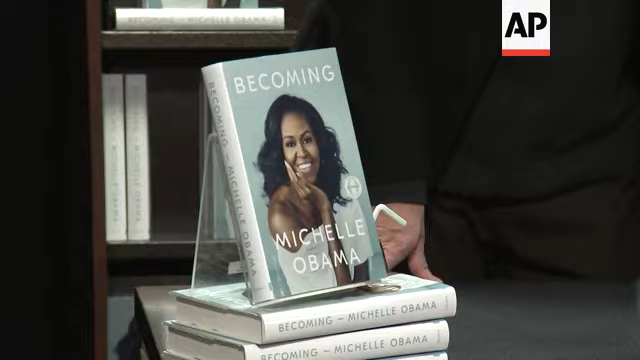 AP
BECOMING
BECOMING — MICHELLE OBAMA
MICHELLE
OBAMA
BECOMING — MICHELLE OBAMA
BECOMING — MICHELLE OBAMA